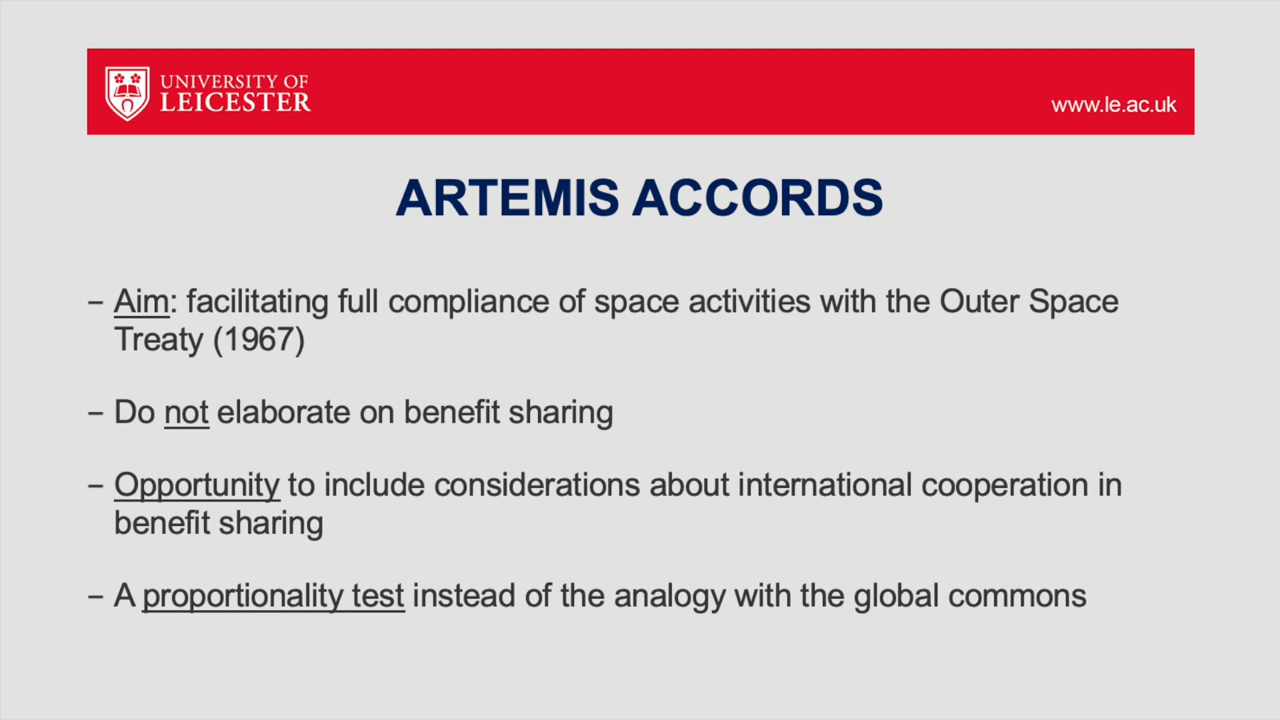 UNIVERSITY OF
LEICESTER
www.le.ac.uk
ARTEMIS ACCORDS
– Aim: facilitating full compliance of space activities with the Outer Space
Treaty (1967)
– Do not elaborate on benefit sharing
– Opportunity to include considerations about international cooperation in
benefit sharing
– A proportionality test instead of the analogy with the global commons